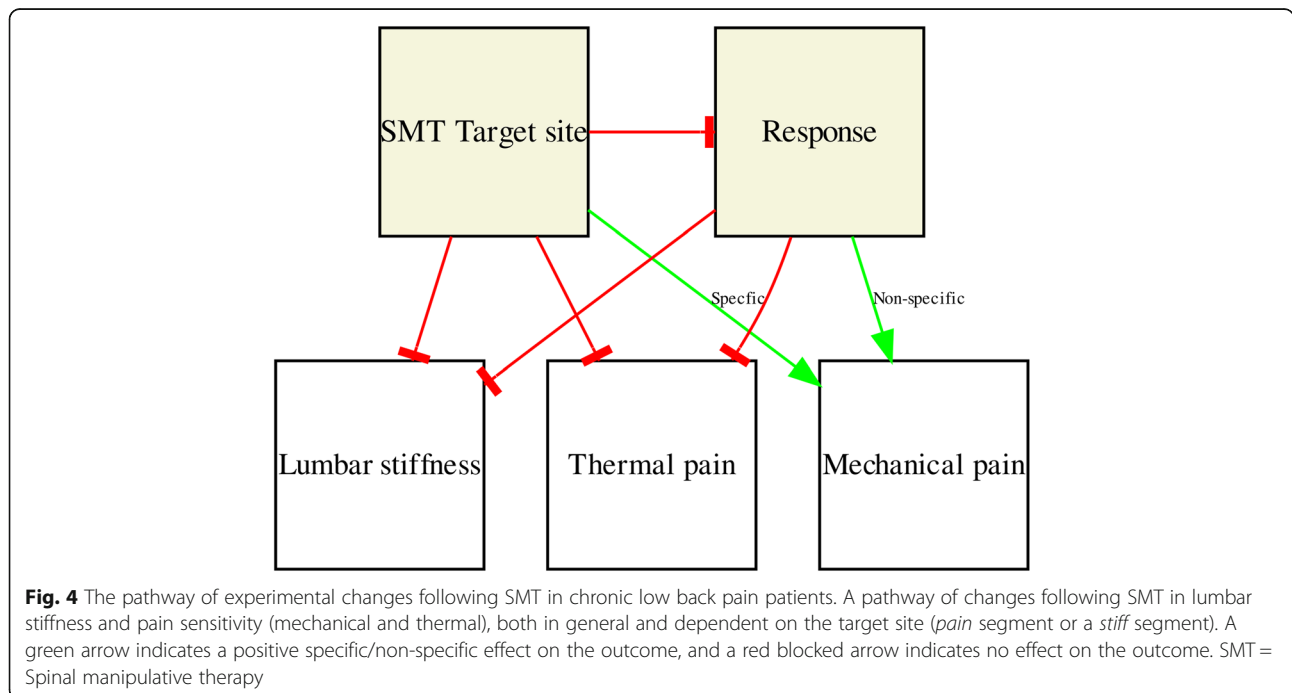 SMT Target site
Response
Specfic
Non-specific
Lumbar stiffness
Thermal pain
Mechanical pain
Fig. 4 The pathway of experimental changes following SMT in chronic low back pain patients. A pathway of changes following SMT in lumbar
stiffness and pain sensitivity (mechanical and thermal), both in general and dependent on the target site (pain segment or a stiff segment). A
green arrow indicates a positive specific/non-specific effect on the outcome, and a red blocked arrow indicates no effect on the outcome. SMT =
Spinal manipulative therapy